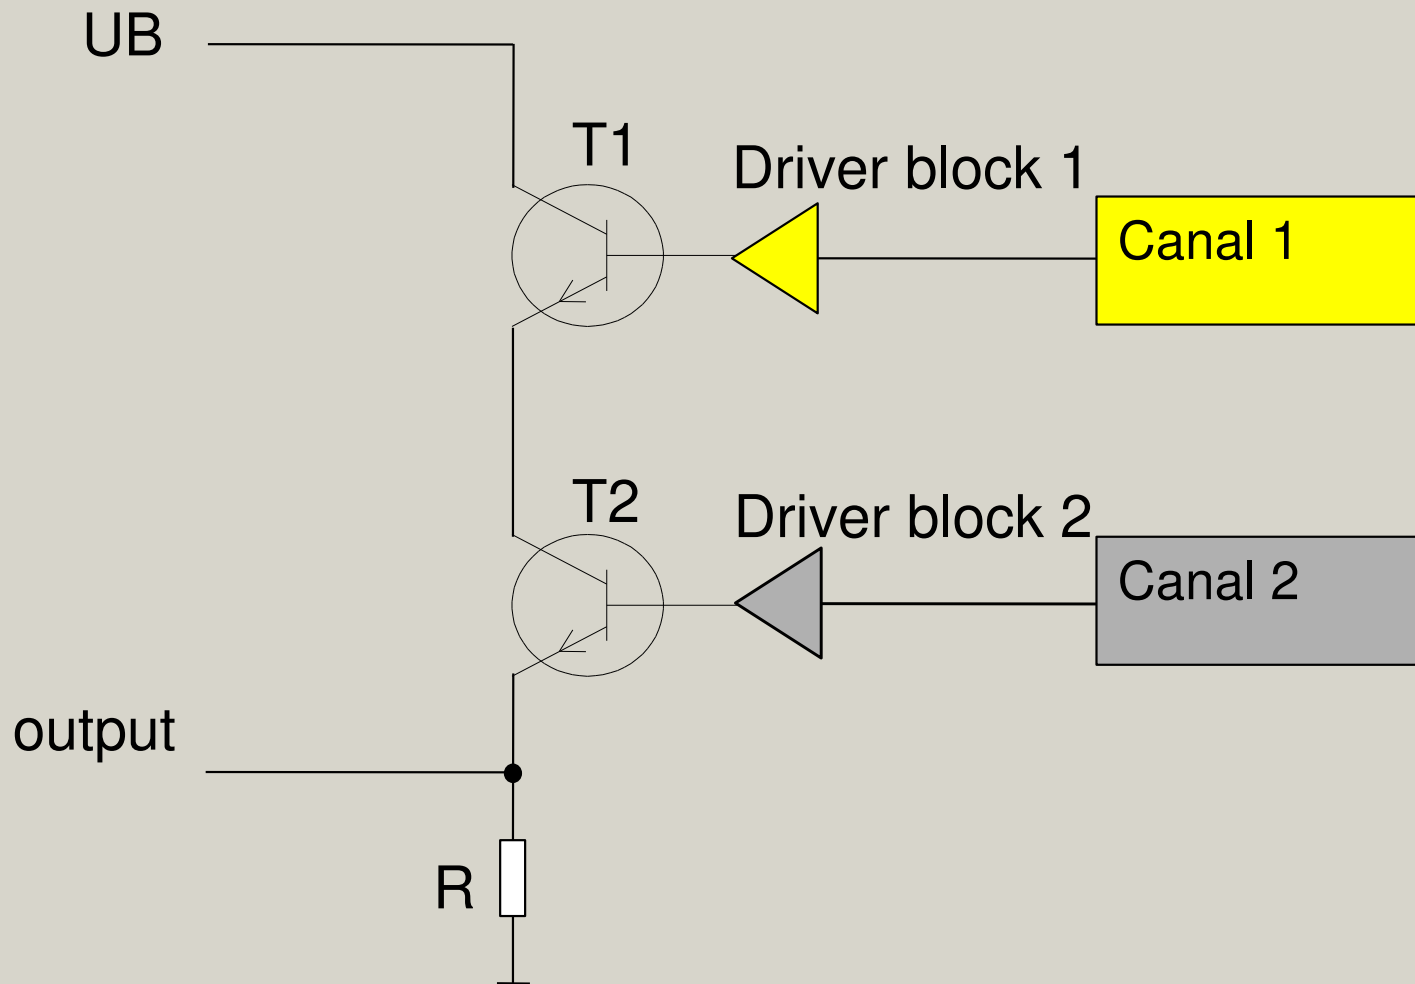 UB
T1
Driver block 1
Canal 1
T2
Driver block 2
Canal 2
output
R